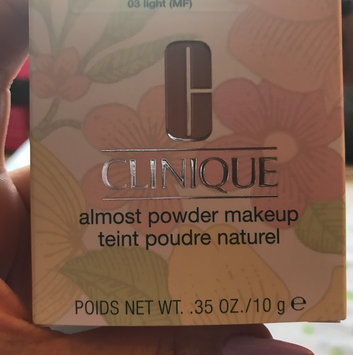 03 light (MF)
C
CLINIQUE
almost powder makeup
teint poudre naturel
POIDS NET WT. .35 OZ./10 g ℮